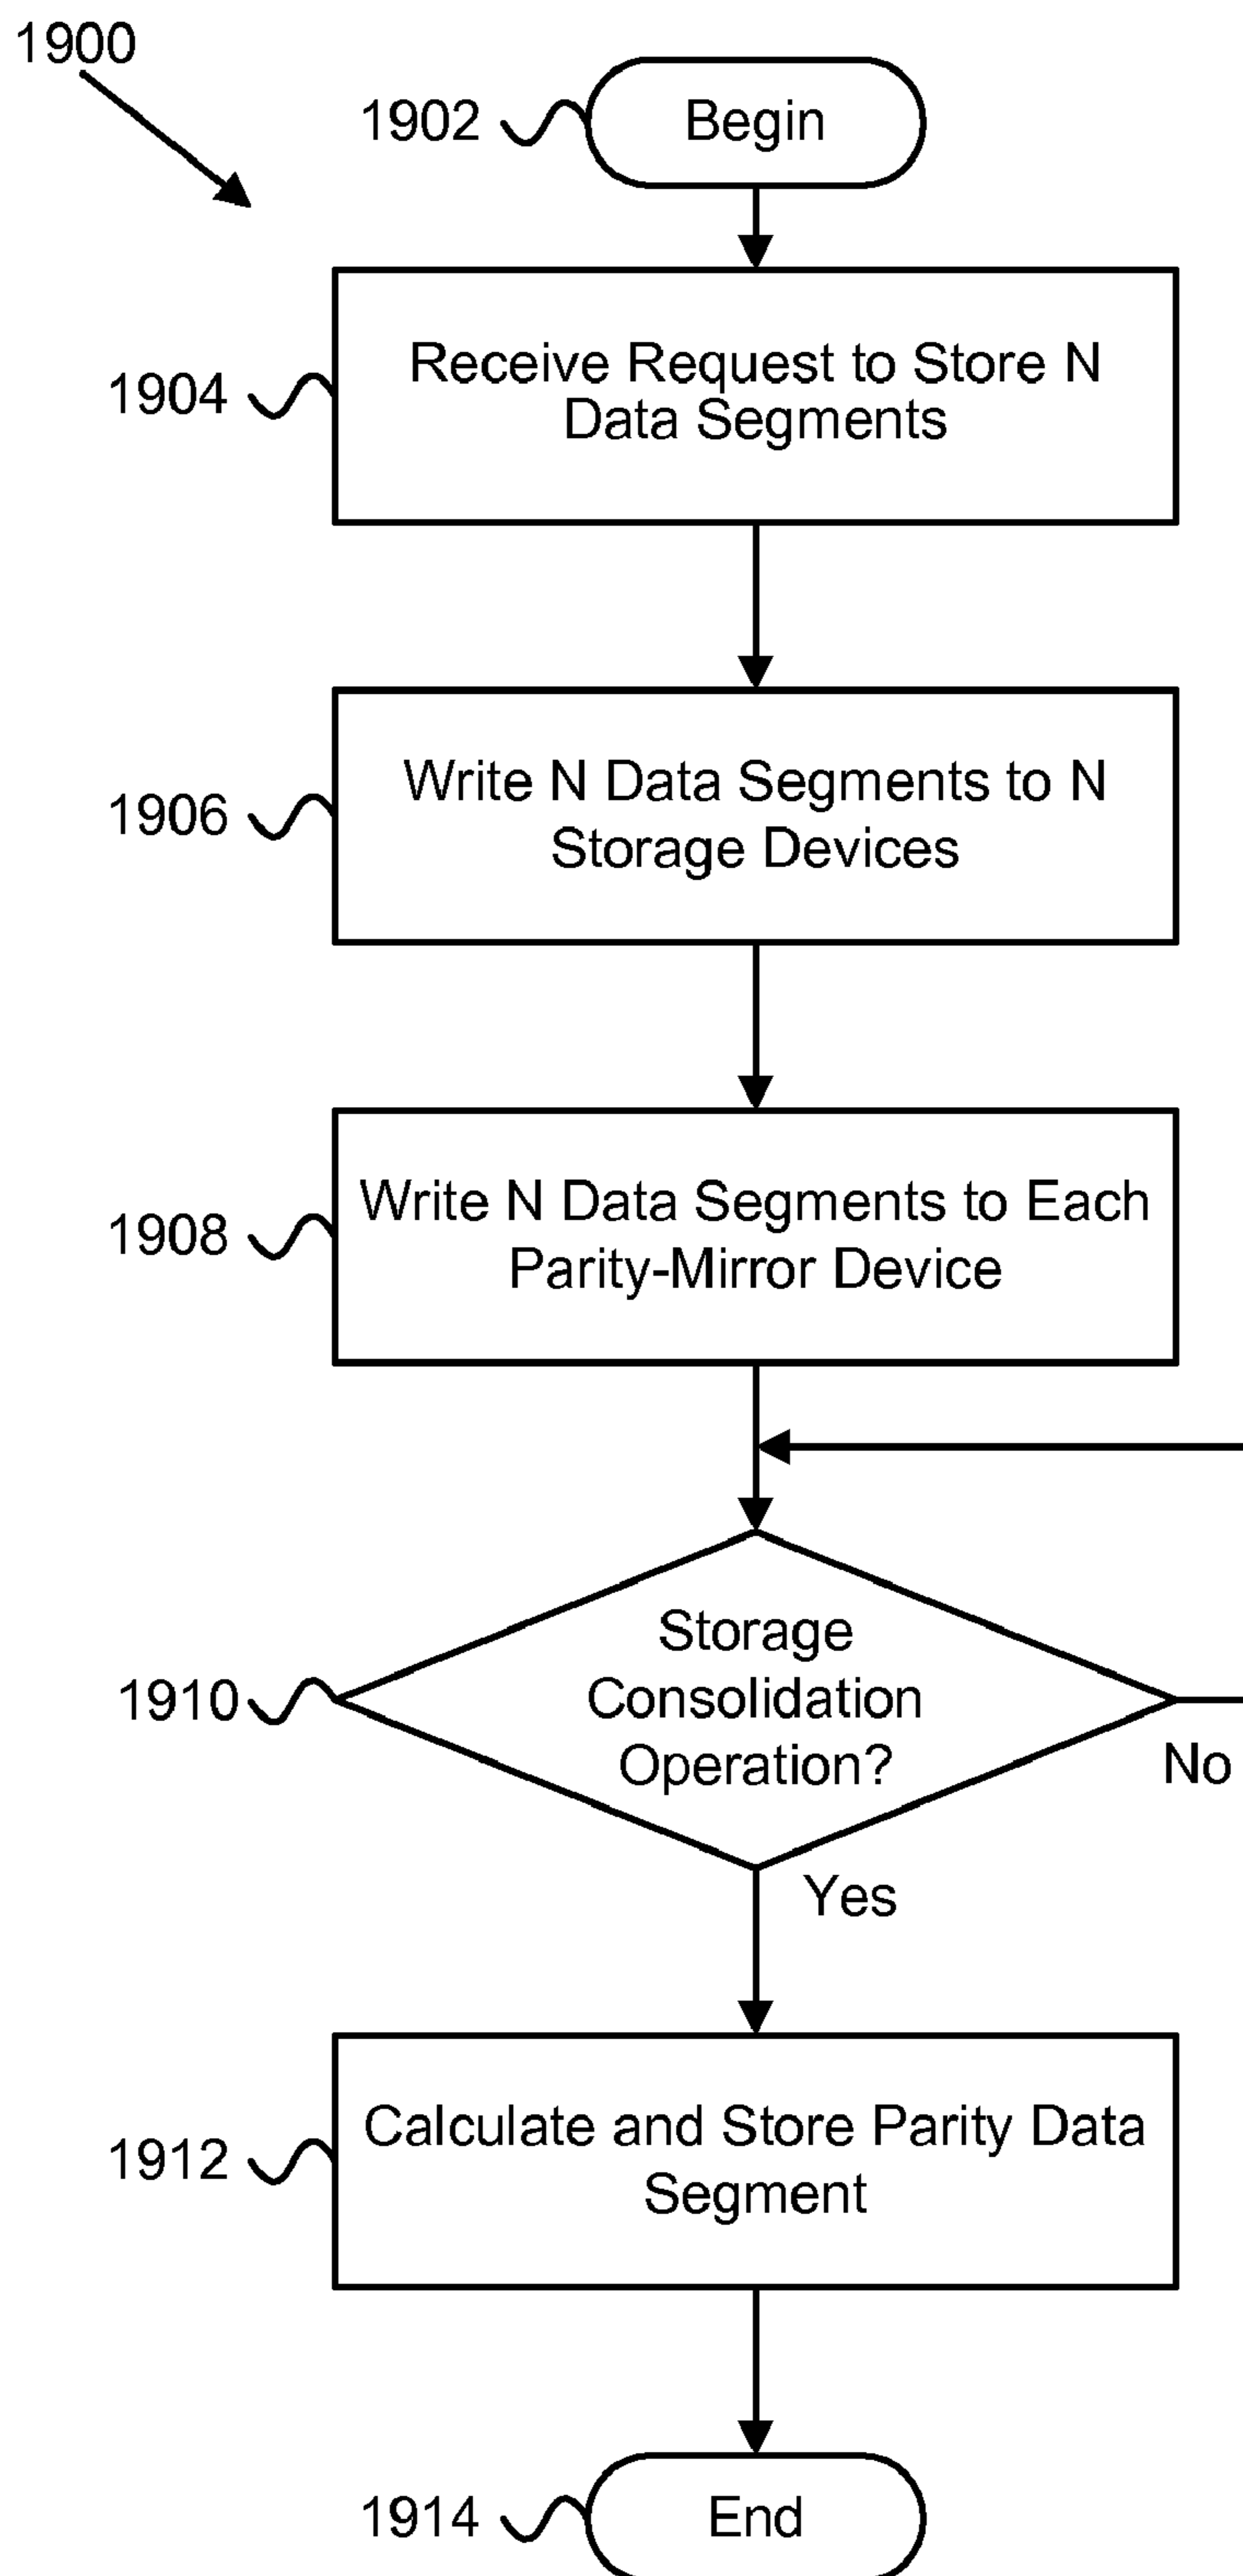 1900
1902
Begin
1904
Receive Request to Store N
Data Segments
1906
Write N Data Segments to N
Storage Devices
1908
Write N Data Segments to Each
Parity-Mirror Device
1910
Storage
Consolidation
Operation?
No
Yes
1912
Calculate and Store Parity Data
Segment
1914
End